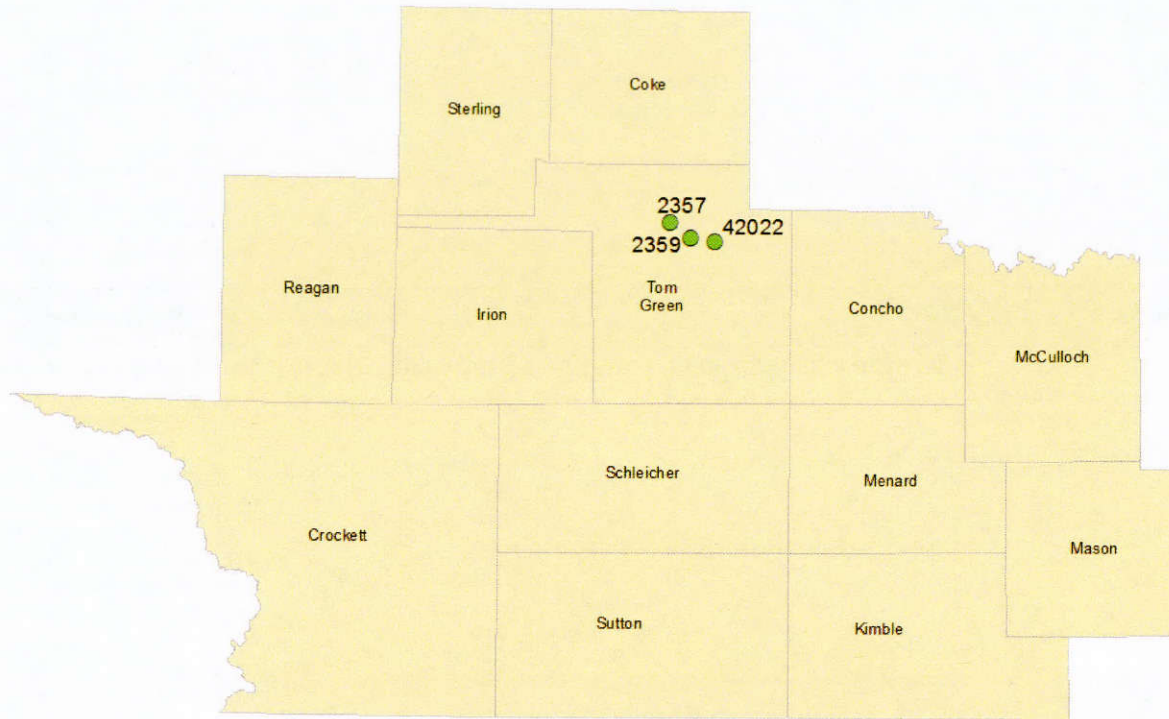 Coke
Sterling
2357
42022
2359
Reagan
Tom
Green
Irion
Concho
McCulloch
Schleicher
Menard
Crockett
Mason
Sutton
Kimble